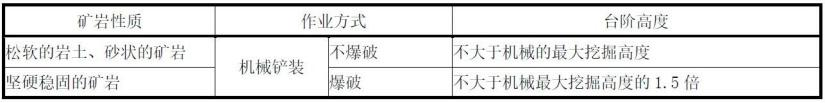 矿岩性质 作业方式 台阶高度
松软的岩土、砂状的矿岩 机械铲装 不爆破 不大于机械的最大挖掘高度
坚硬稳固的矿岩 爆破 不大于机械最大挖掘高度的1.5倍